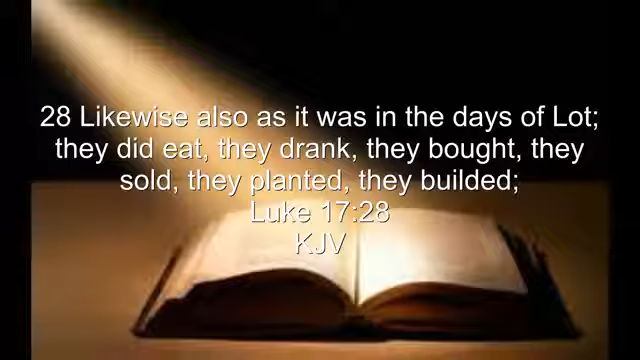 28 Likewise also as it was in the days of Lot;
they did eat, they drank, they bought, they
sold, they planted, they builded;
Luke 17:28
KJV